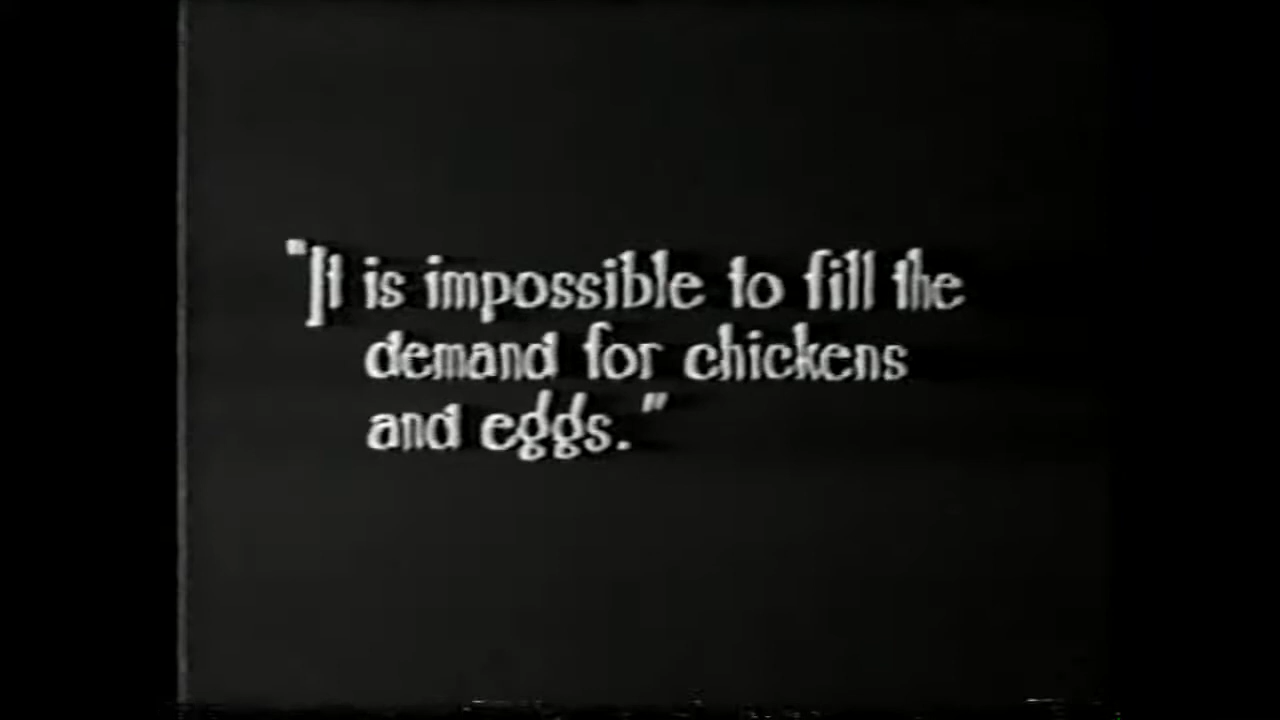 "It is impossible to fill the
demand for chickens
and eggs."